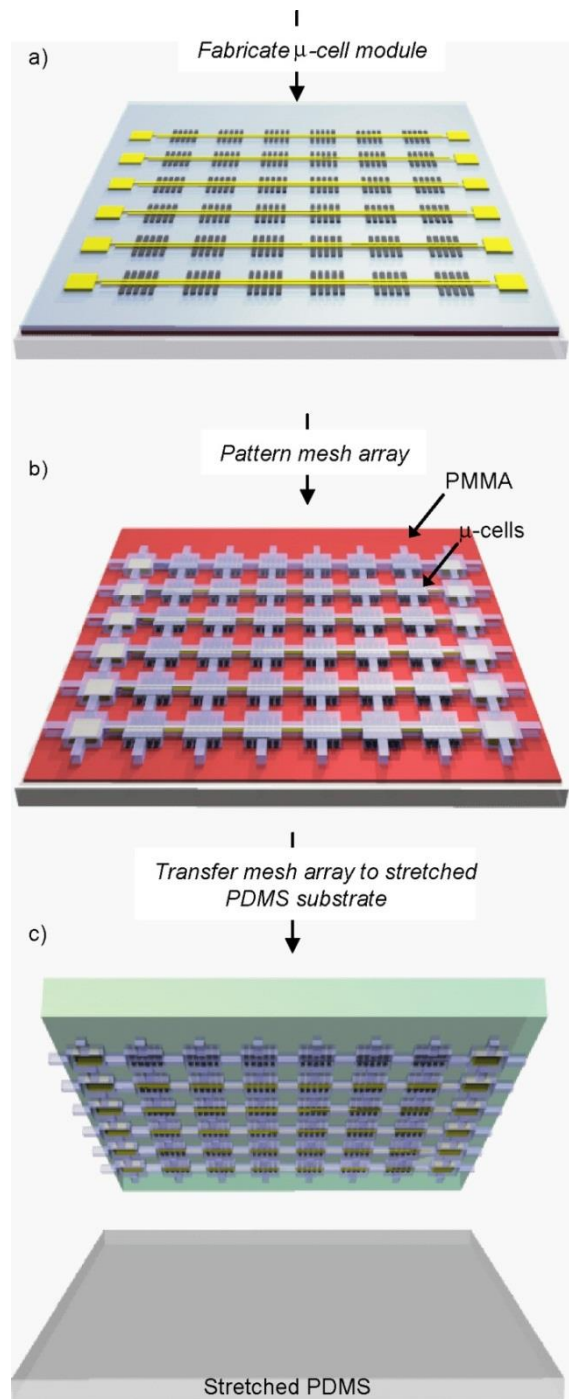 Fabricate μ-cell module
a)
Pattern mesh array
b)
PMMA
μ-cells
Transfer mesh array to stretched
PDMS substrate
c)
Stretched PDMS